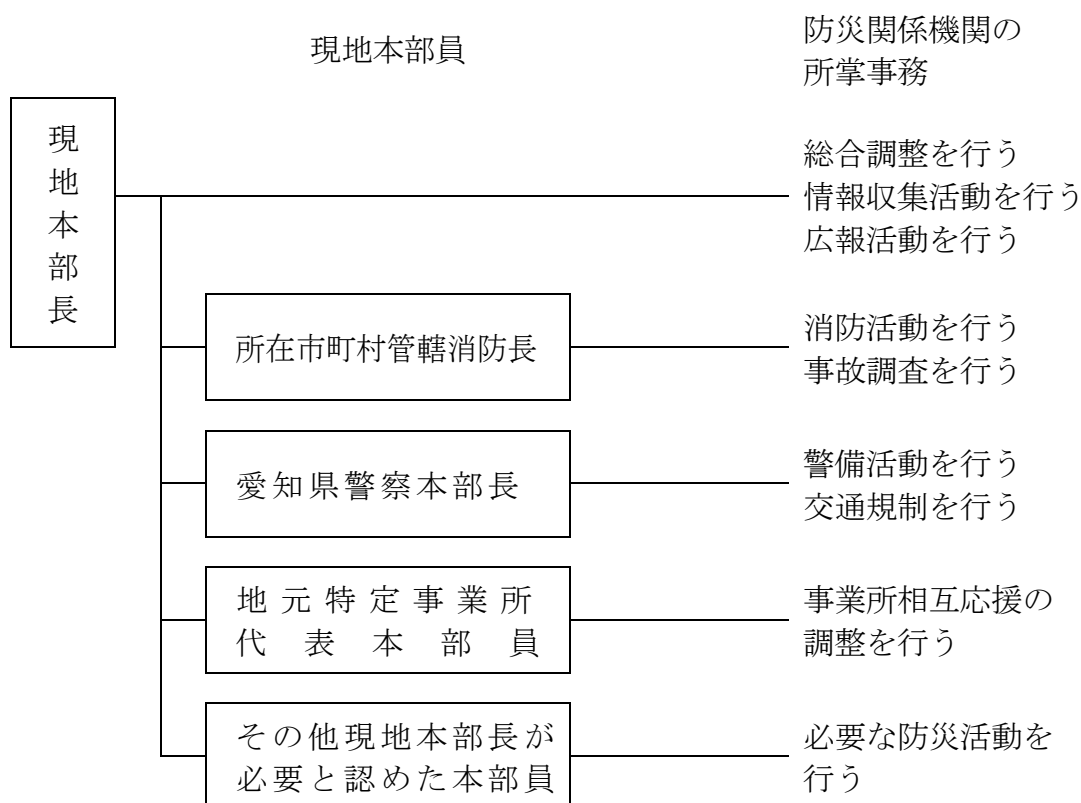 現地本部員
防災関係機関の
所掌事務
現地本部長
総合調整を行う
情報収集活動を行う
広報活動を行う
所在市町村管轄消防長
消防活動を行う
事故調査を行う
愛知県警察本部長
警備活動を行う
交通規制を行う
地元特定事業所
代表本部員
事業所相互応援の
調整を行う
その他現地本部長が
必要と認めた本部員
必要な防災活動を
行う